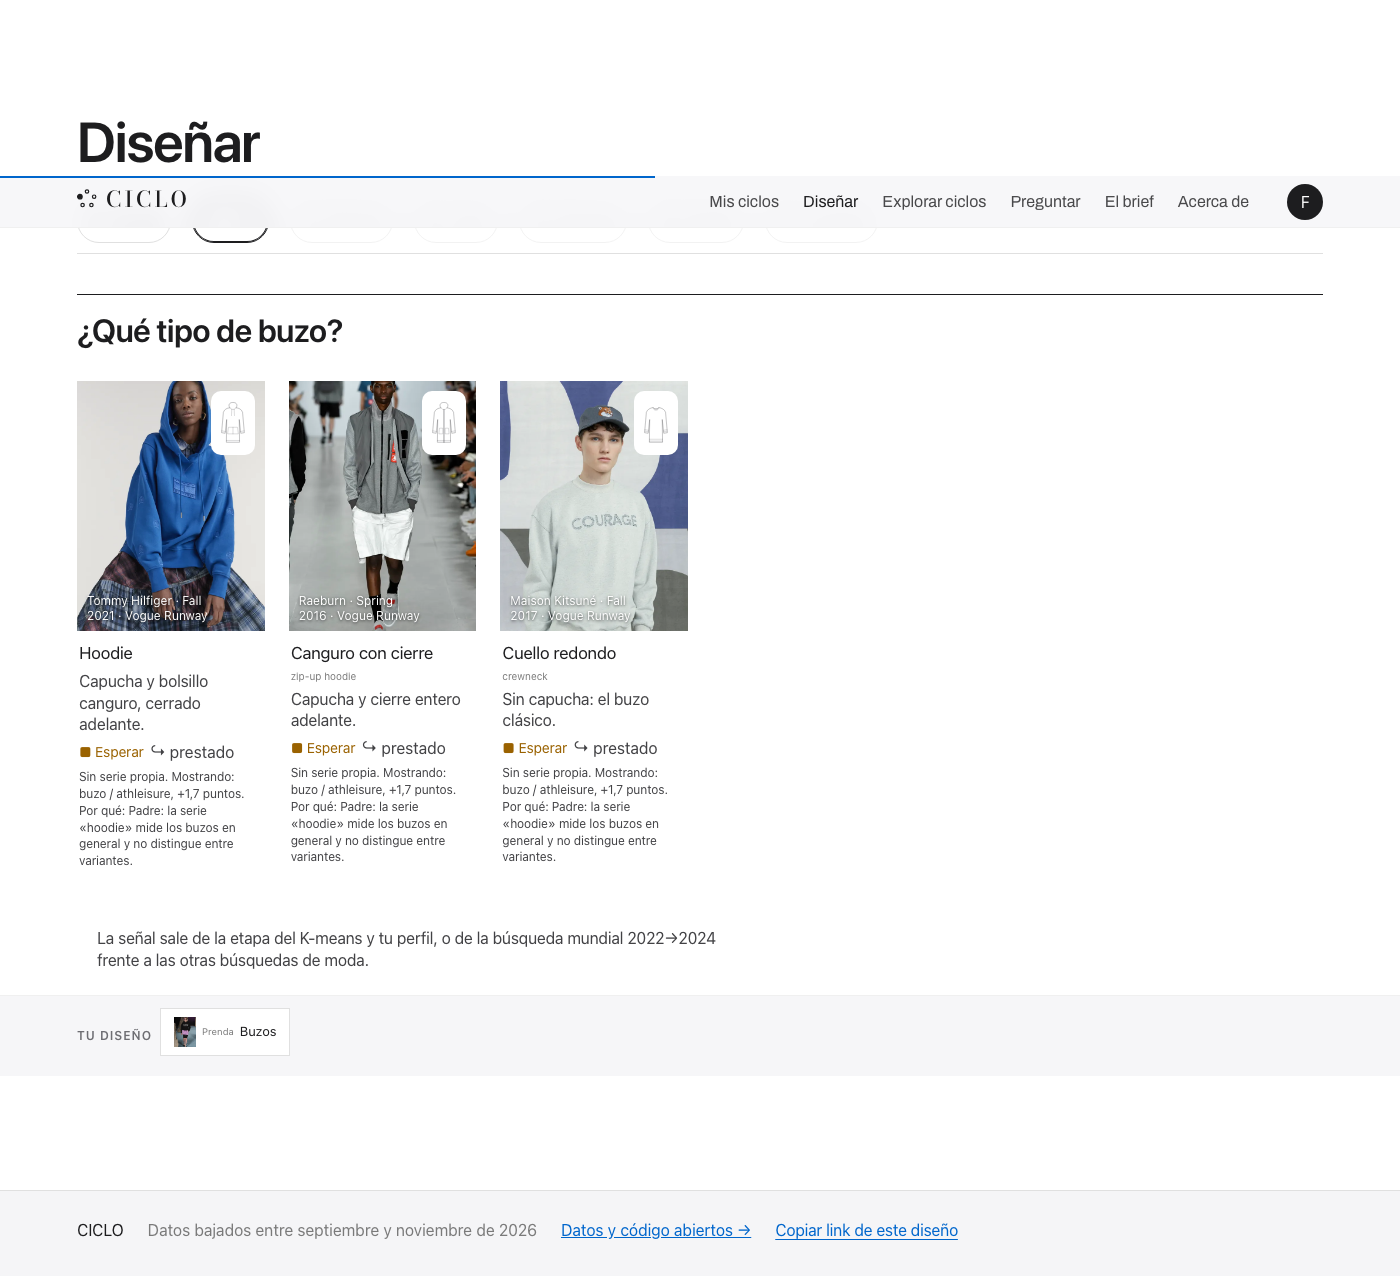 Diseñar
CICLO
Mis ciclos
Diseñar
Explorar ciclos
Preguntar
El brief
Acerca de
F
¿Qué tipo de buzo?
COURAGE
Tommy Hilfiger · Fall
2021 · Vogue Runway
Raeburn · Spring
2016 · Vogue Runway
Maison Kitsuné · Fall
2017 · Vogue Runway
Hoodie
Capucha y bolsillo
canguro, cerrado
adelante.
Esperar ↪ prestado
Sin serie propia. Mostrando:
buzo / athleisure, +1,7 puntos.
Por qué: Padre: la serie
«hoodie» mide los buzos en
general y no distingue entre
variantes.
Canguro con cierre
zip-up hoodie
Capucha y cierre entero
adelante.
Esperar ↪ prestado
Sin serie propia. Mostrando:
buzo / athleisure, +1,7 puntos.
Por qué: Padre: la serie
«hoodie» mide los buzos en
general y no distingue entre
variantes.
Cuello redondo
crewneck
Sin capucha: el buzo
clásico.
Esperar ↪ prestado
Sin serie propia. Mostrando:
buzo / athleisure, +1,7 puntos.
Por qué: Padre: la serie
«hoodie» mide los buzos en
general y no distingue entre
variantes.
La señal sale de la etapa del K-means y tu perfil, o de la búsqueda mundial 2022→2024
frente a las otras búsquedas de moda.
TU DISEÑO
Prenda Buzos
CICLO
Datos bajados entre septiembre y noviembre de 2026
Datos y código abiertos →
Copiar link de este diseño